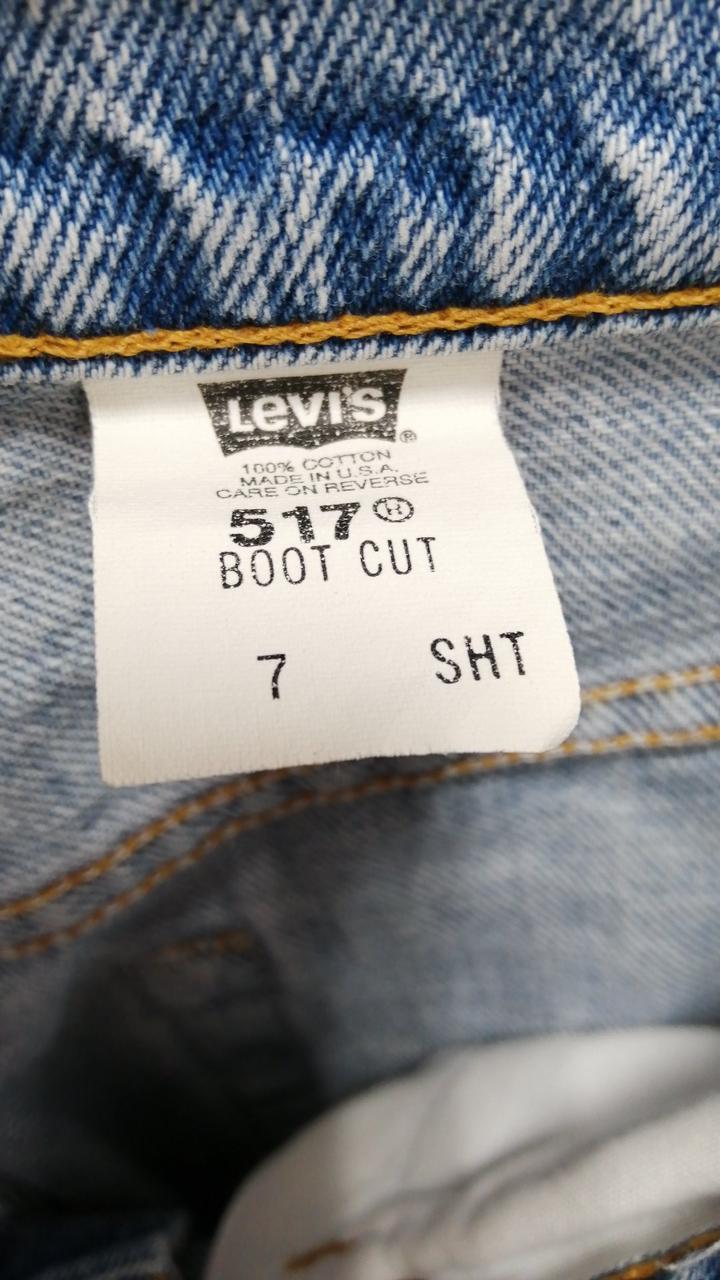 LEVI'S®
100% COTTON
MADE IN U.S.A.
CARE ON REVERSE
517®
BOOT CUT
7 SHT